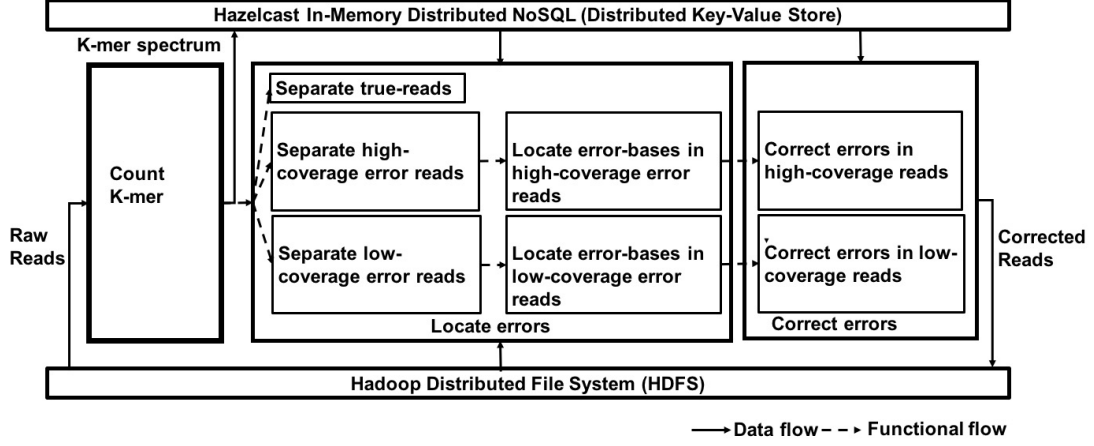 Hazelcast In-Memory Distributed NoSQL (Distributed Key-Value Store)
K-mer spectrum
Count
K-mer
Raw
Reads
Separate true-reads
Separate high-
coverage error reads
Locate error-bases in
high-coverage error
reads
Correct errors in
high-coverage reads
Separate low-
coverage error reads
Locate error-bases in
low-coverage error
reads
Correct errors in low-
coverage reads
Locate errors
Correct errors
Corrected
Reads
Hadoop Distributed File System (HDFS)
Data flow
Functional flow